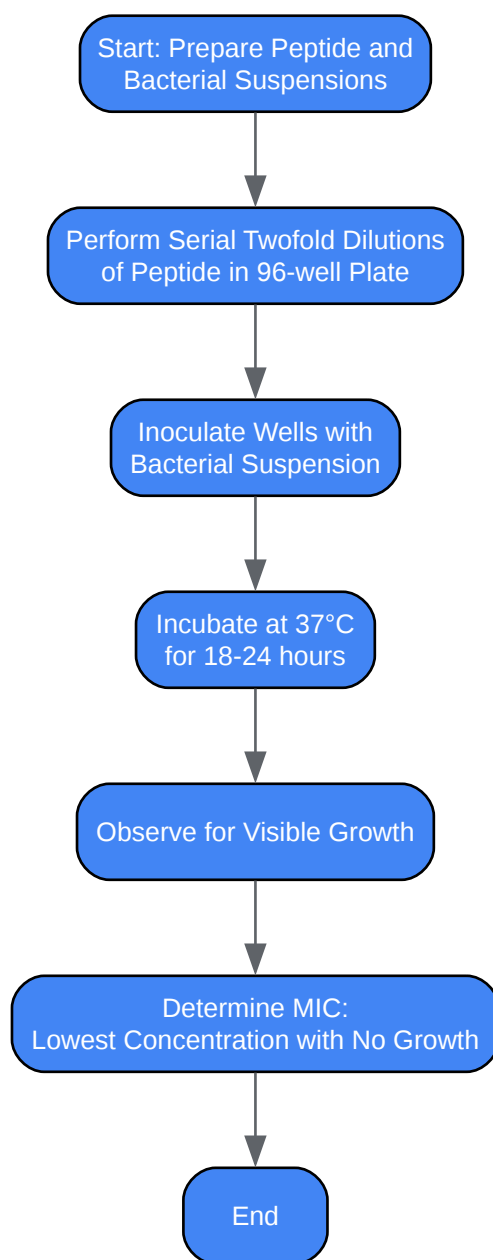 Start: Prepare Peptide and
Bacterial Suspensions
Perform Serial Twofold Dilutions
of Peptide in 96-well Plate
Inoculate Wells with
Bacterial Suspension
Incubate at 37°C
for 18-24 hours
Observe for Visible Growth
Determine MIC:
Lowest Concentration with No Growth
End